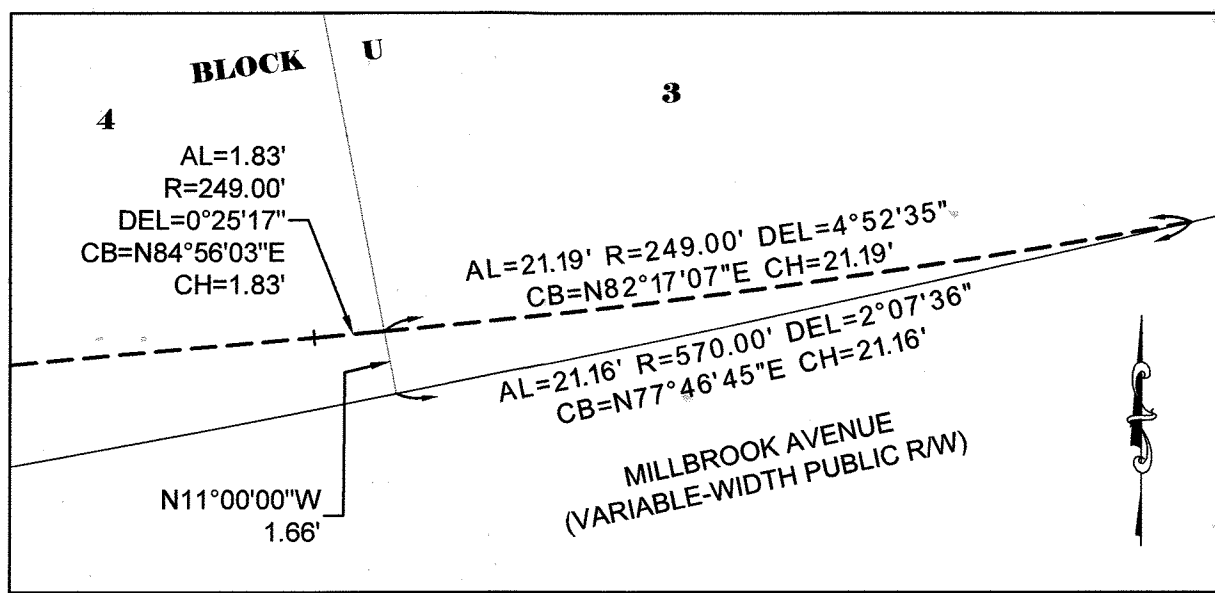 BLOCK U
4
3
AL=1.83'
R=249.00'
DEL=0°25'17"
CB=N84°56'03"E
CH=1.83'
AL=21.19' R=249.00' DEL=4°52'35"
CB=N82°17'07"E CH=21.19'
AL=21.16' R=570.00' DEL=2°07'36"
CB=N77°46'45"E CH=21.16'
MILLBROOK AVENUE
(VARIABLE-WIDTH PUBLIC R/W)
N11°00'00"W
1.66'